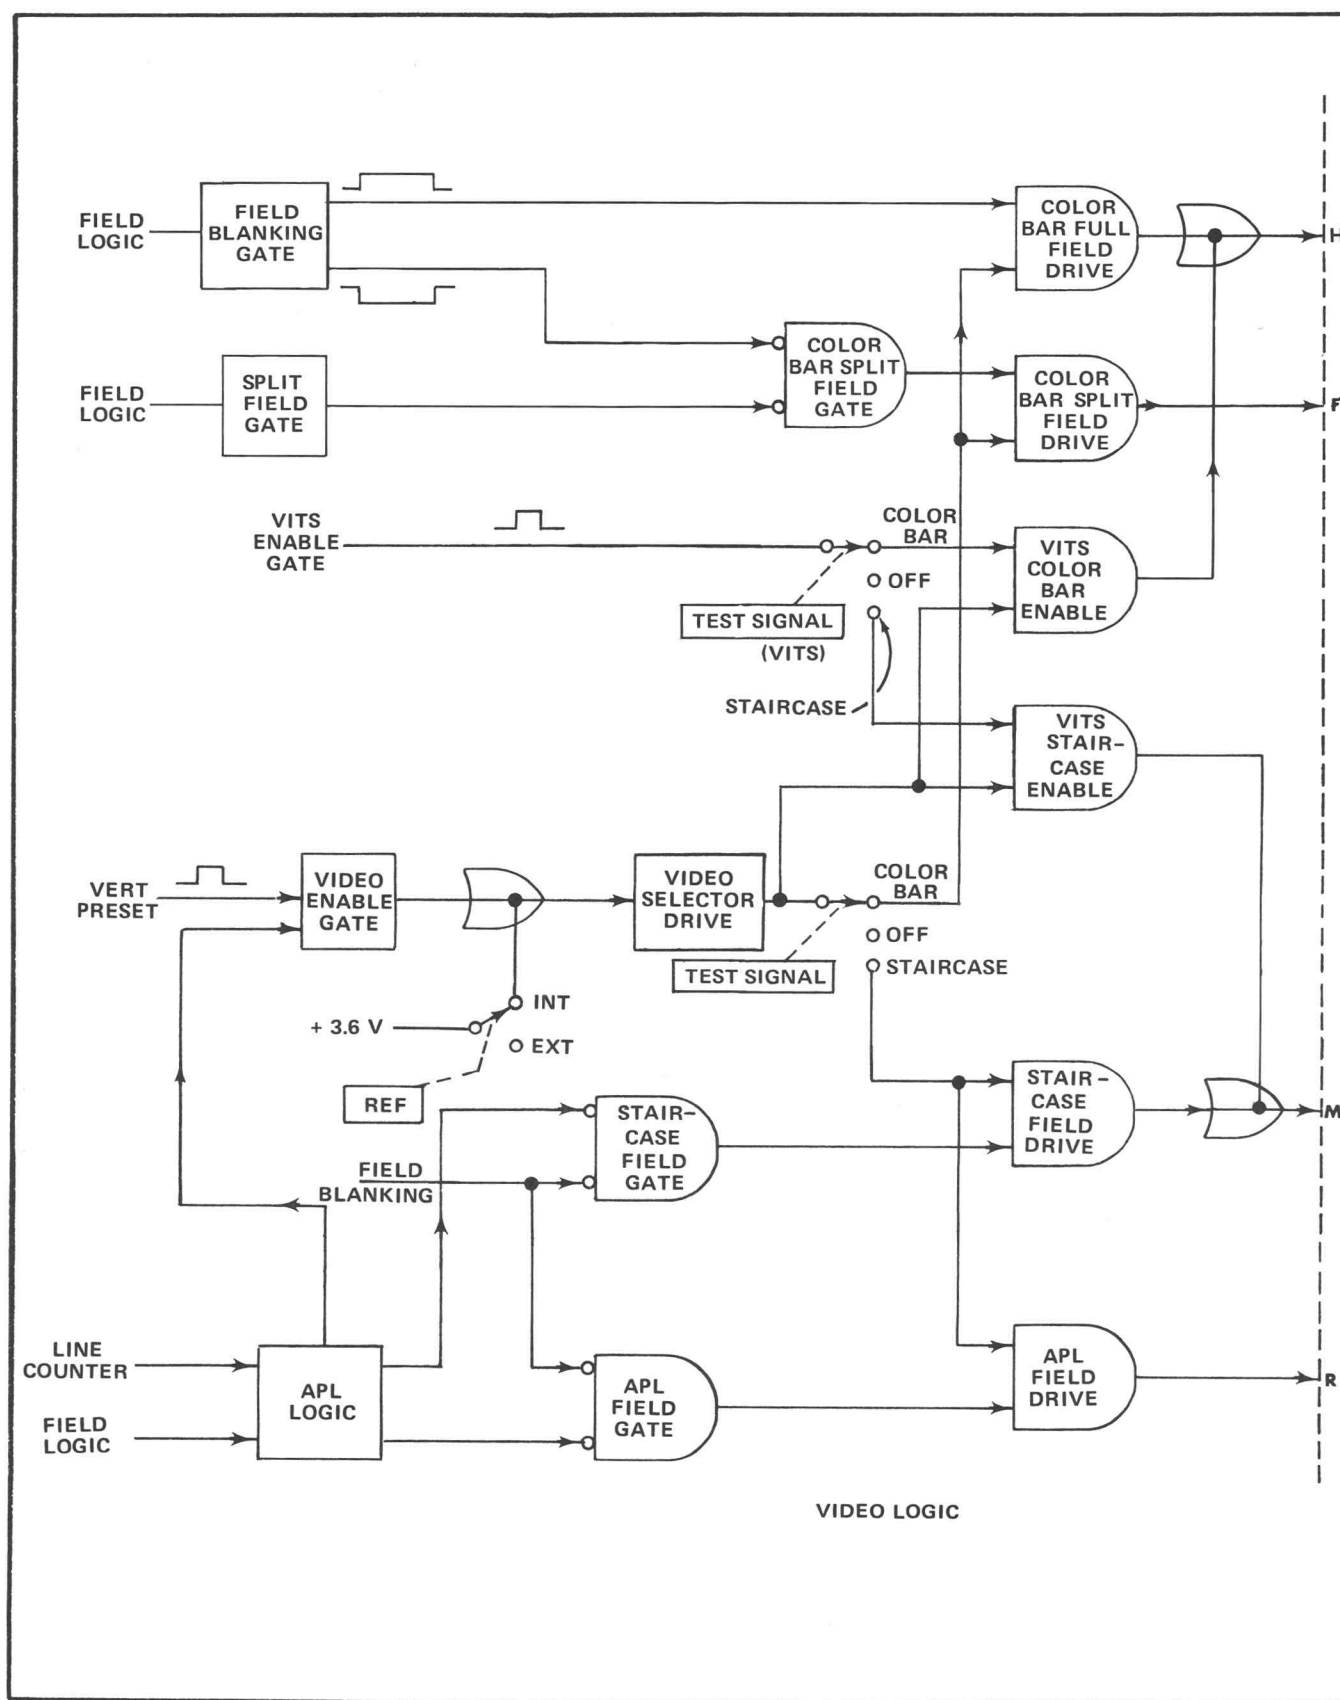 FIELD
LOGIC
FIELD
BLANKING
GATE
COLOR
BAR FULL
FIELD
DRIVE
H
FIELD
LOGIC
SPLIT
FIELD
GATE
COLOR
BAR SPLIT
FIELD
GATE
COLOR
BAR SPLIT
FIELD
DRIVE
F
VITS
ENABLE
GATE
COLOR
BAR
OFF
TEST SIGNAL
(VITS)
STAIRCASE
VITS
COLOR
BAR
ENABLE
VITS
STAIR-
CASE
ENABLE
VERT
PRESET
VIDEO
ENABLE
GATE
VIDEO
SELECTOR
DRIVE
COLOR
BAR
OFF
STAIRCASE
TEST SIGNAL
+ 3.6 V
INT
EXT
REF
STAIR-
CASE
FIELD
GATE
FIELD
BLANKING
STAIR-
CASE
FIELD
DRIVE
M
LINE
COUNTER
FIELD
LOGIC
APL
LOGIC
APL
FIELD
GATE
APL
FIELD
DRIVE
R
VIDEO LOGIC